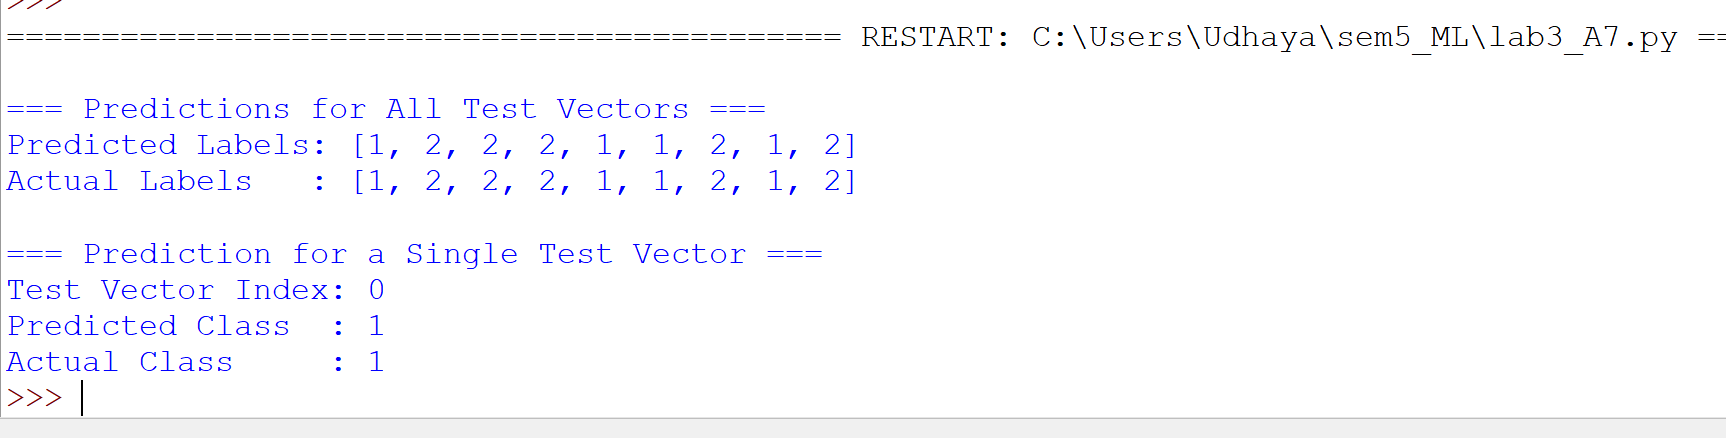 >>>
============================================ RESTART: C:\Users\Udhaya\sem5_ML\lab3_A7.py ==
=== Predictions for All Test Vectors ===
Predicted Labels: [1, 2, 2, 2, 1, 1, 2, 1, 2]
Actual Labels   : [1, 2, 2, 2, 1, 1, 2, 1, 2]
=== Prediction for a Single Test Vector ===
Test Vector Index: 0
Predicted Class  : 1
Actual Class     : 1
>>>